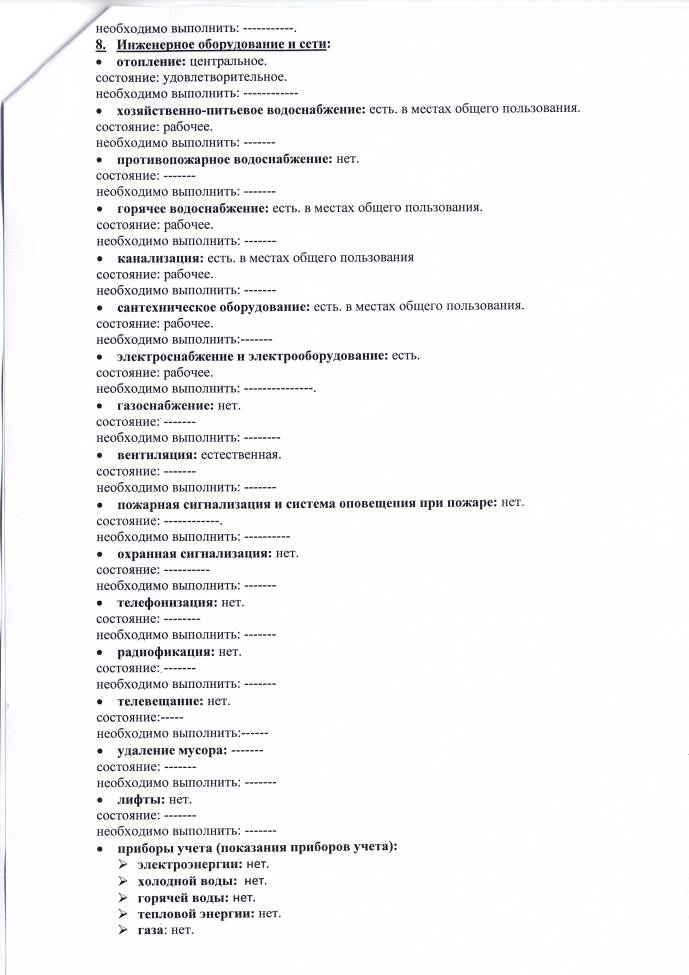 необходимо выполнить: -----------.
8. Инженерное оборудование и сети:
• отопление: центральное.
состояние: удовлетворительное.
необходимо выполнить: ------------
• хозяйственно-питьевое водоснабжение: есть. в местах общего пользования.
состояние: рабочее.
необходимо выполнить: -------
• противопожарное водоснабжение: нет.
состояние: -------
необходимо выполнить: -------
• горячее водоснабжение: есть. в местах общего пользования.
состояние: рабочее.
необходимо выполнить: -------
• канализация: есть. в местах общего пользования
состояние: рабочее.
необходимо выполнить: -------
• сантехническое оборудование: есть. в местах общего пользования.
состояние: рабочее.
необходимо выполнить:-------
• электроснабжение и электрооборудование: есть.
состояние: рабочее.
необходимо выполнить: ---------------.
• газоснабжение: нет.
состояние: -------
необходимо выполнить: --------
• вентиляция: естественная.
состояние: -------
необходимо выполнить: -------
• пожарная сигнализация и система оповещения при пожаре: нет.
состояние: ------------.
необходимо выполнить: ----------
• охранная сигнализация: нет.
состояние: ----------
необходимо выполнить: -------
• телефонизация: нет.
состояние: --------
необходимо выполнить: -------
• радиофикация: нет.
состояние: -------
необходимо выполнить: -------
• телевещание: нет.
состояние:-----
необходимо выполнить:------
• удаление мусора: -------
состояние: -------
необходимо выполнить: -------
• лифты: нет.
состояние: -------
необходимо выполнить: -------
• приборы учета (показания приборов учета):
➢ электроэнергии: нет.
➢ холодной воды: нет.
➢ горячей воды: нет.
➢ тепловой энергии: нет.
➢ газа: нет.